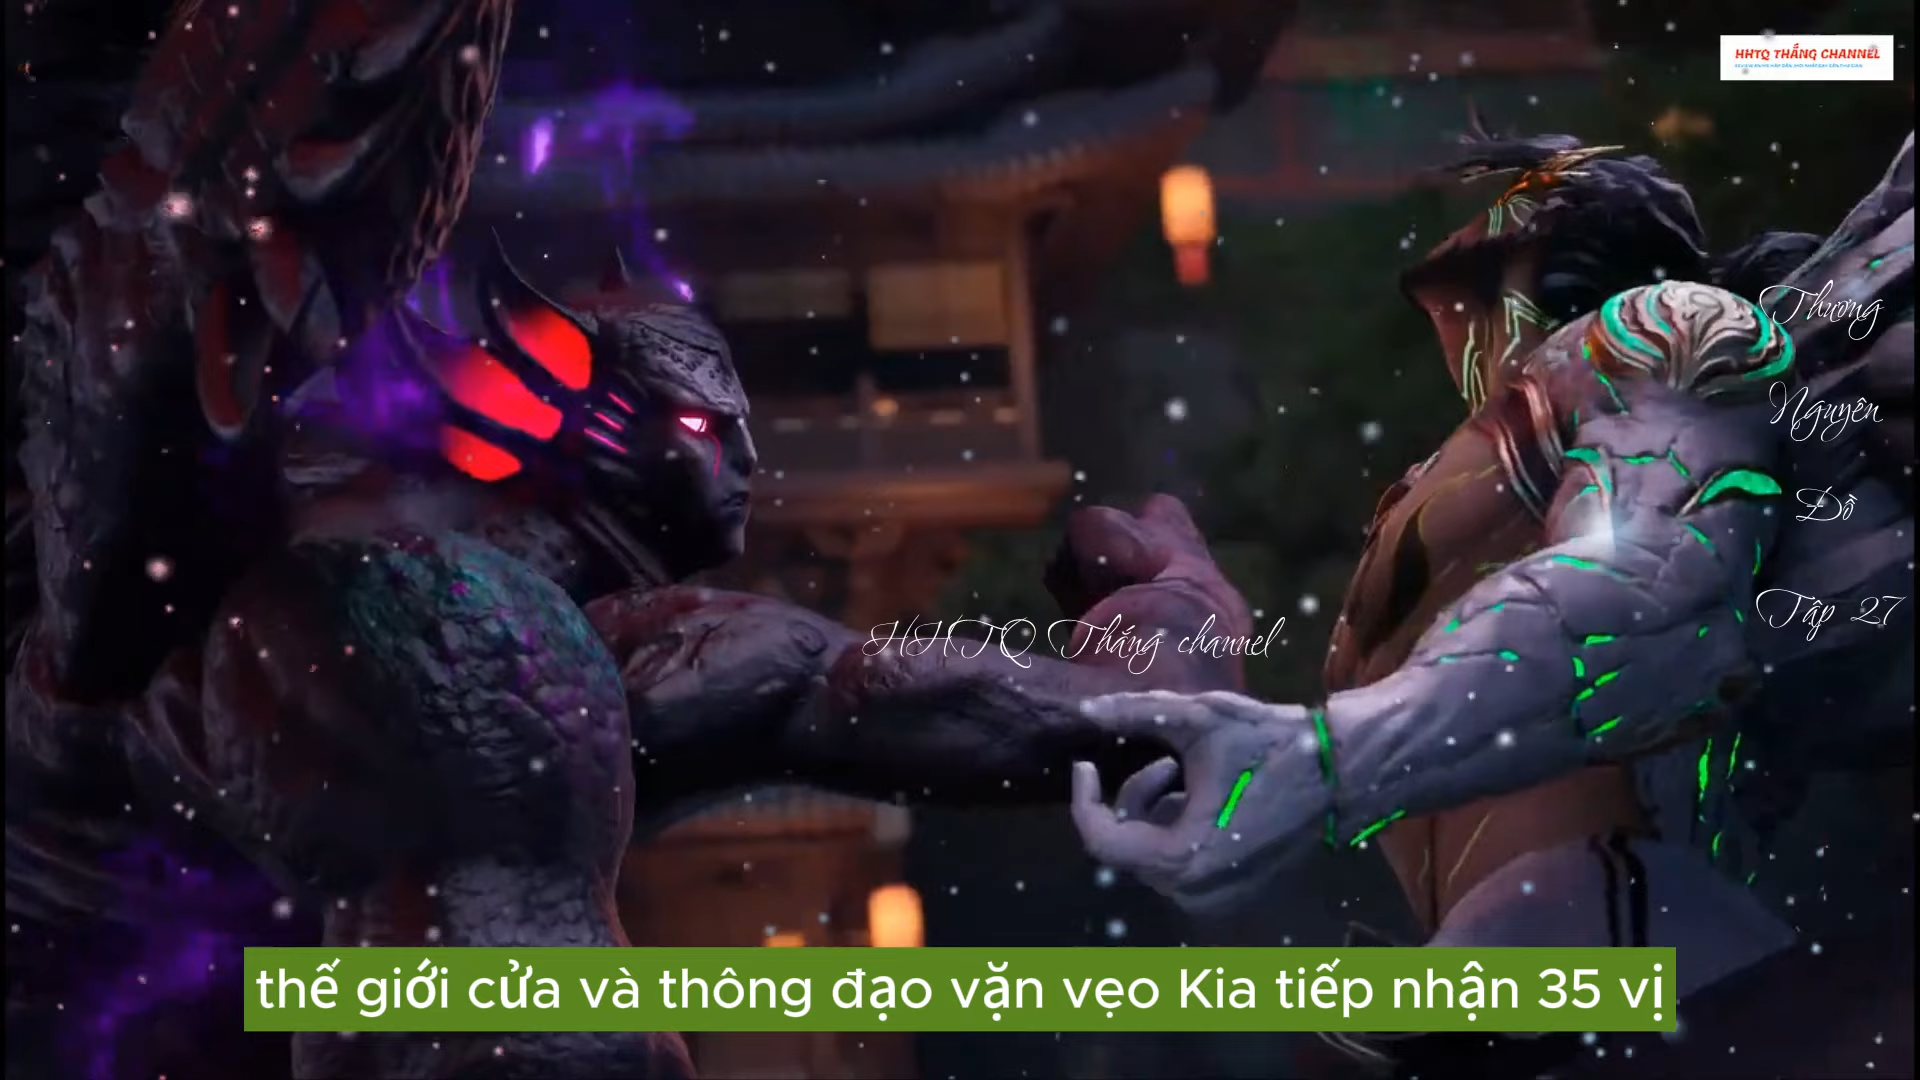 HHTQ THẮNG CHANNEL
Thương
Nguyên
Đồ
Tập 27
HHTQ Thắng channel
thế giới cửa và thông đạo vặn vẹo Kia tiếp nhận 35 vị